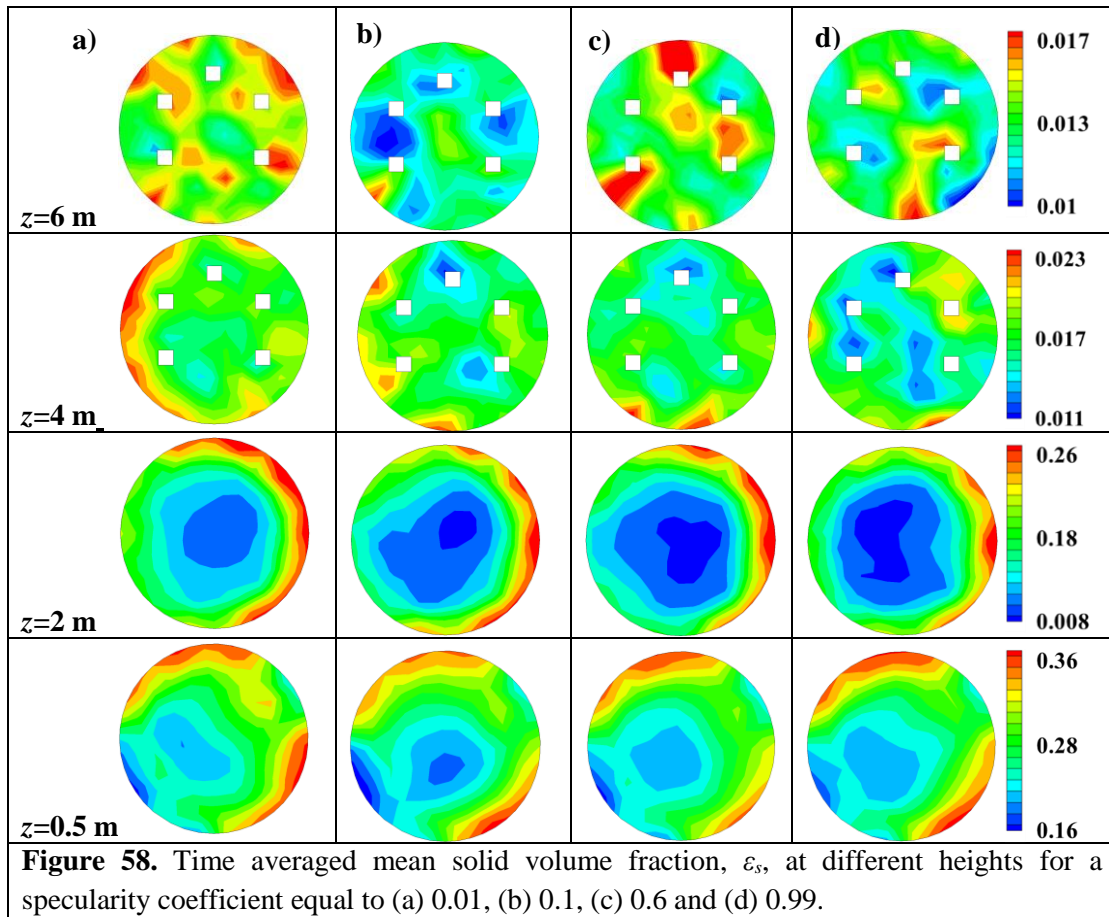 a)
b)
c)
d)
0.017
0.013
0.01
z=6 m
0.023
0.017
0.011
z=4 m
0.26
0.18
0.008
z=2 m
0.36
0.28
0.16
z=0.5 m
Figure 58. Time averaged mean solid volume fraction, εs, at different heights for a
specularity coefficient equal to (a) 0.01, (b) 0.1, (c) 0.6 and (d) 0.99.